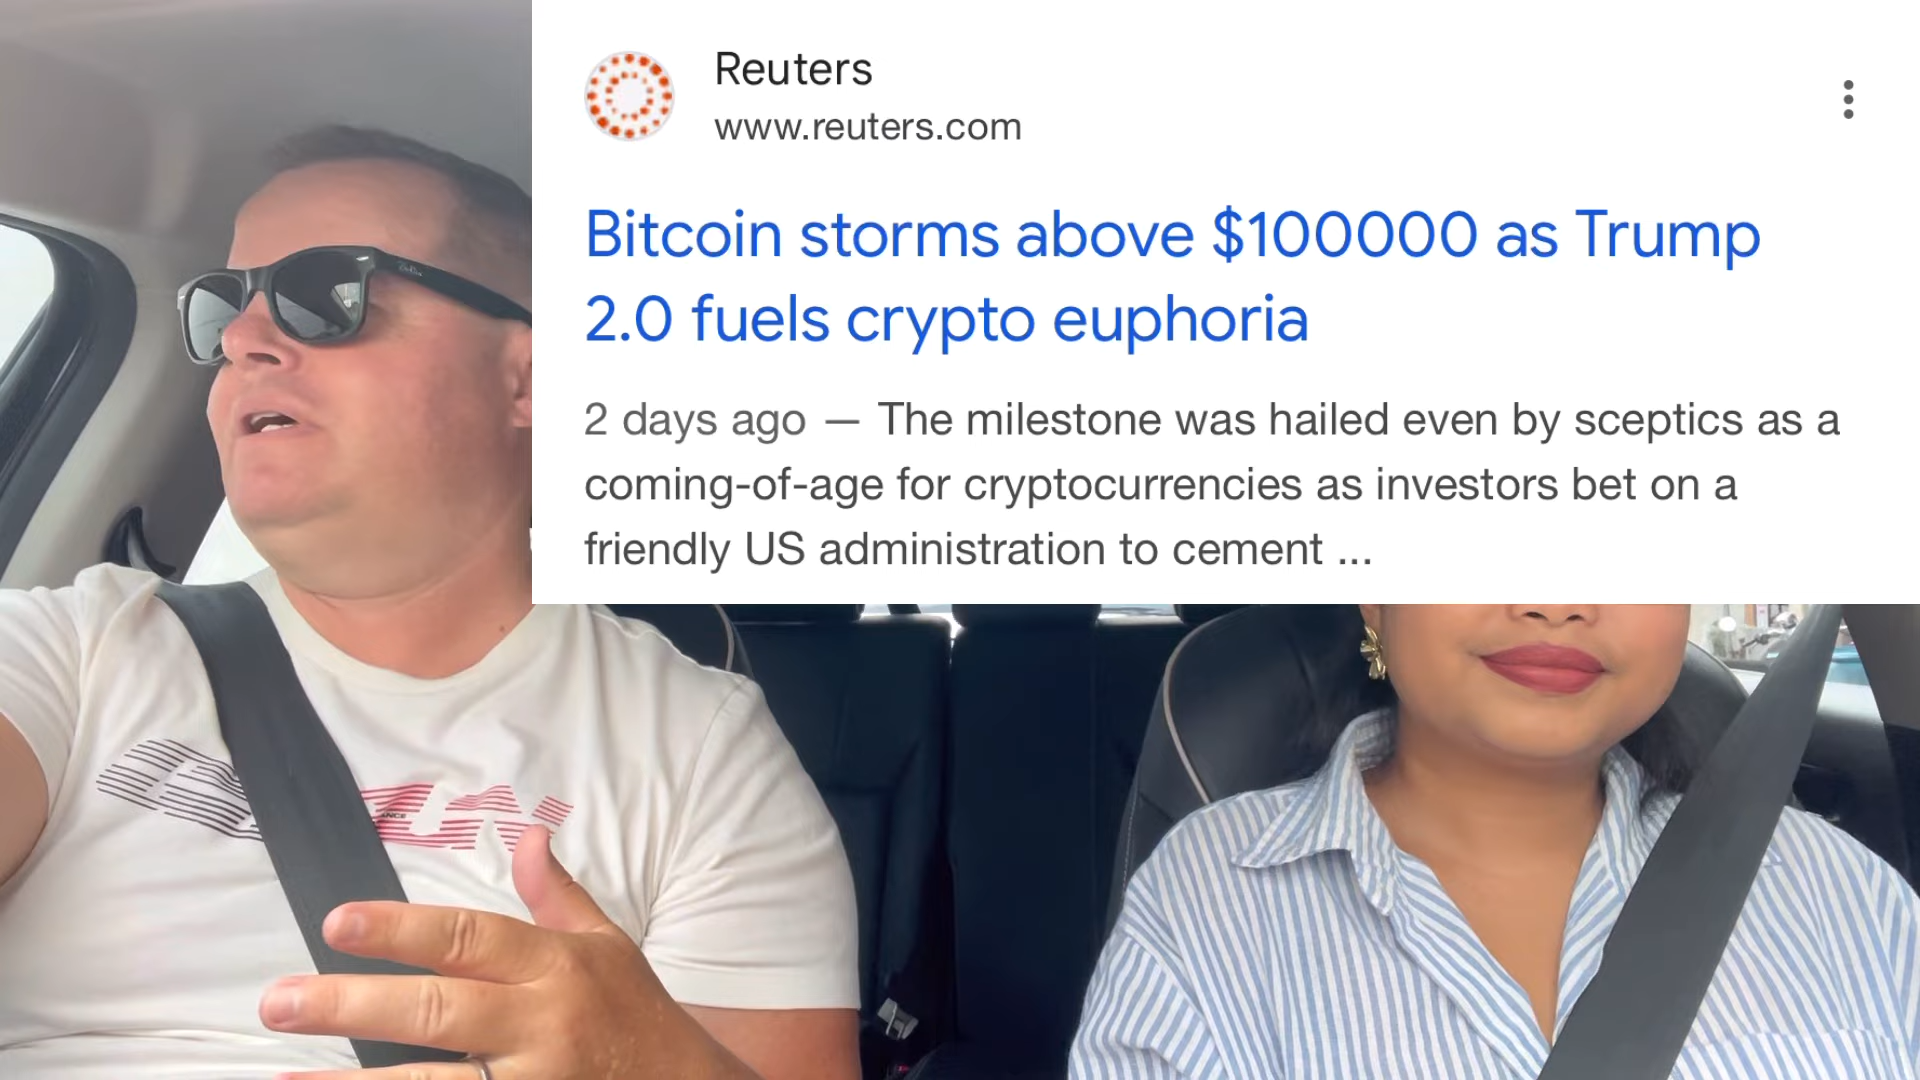 Reuters
www.reuters.com
Bitcoin storms above $100000 as Trump
2.0 fuels crypto euphoria
2 days ago — The milestone was hailed even by sceptics as a
coming-of-age for cryptocurrencies as investors bet on a
friendly US administration to cement ...